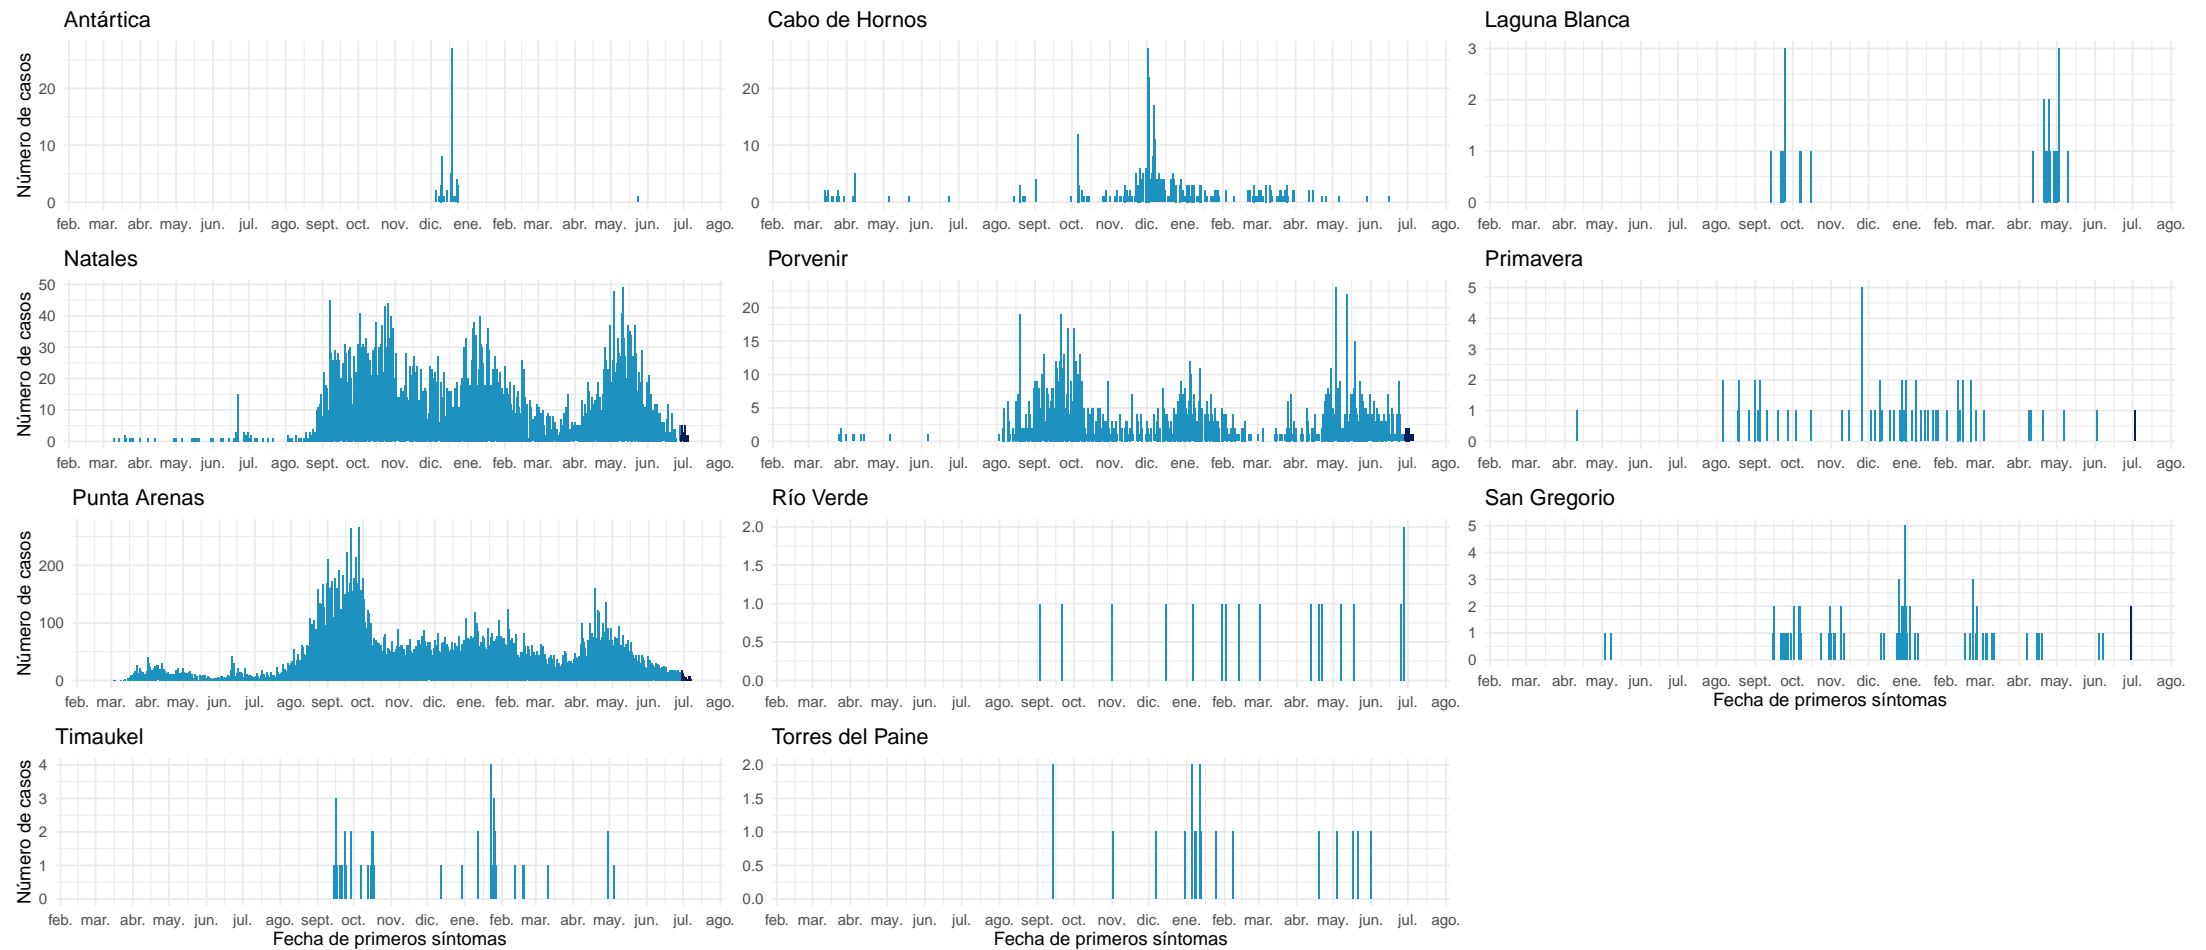 Antártica
Número de casos
20
10
0
feb. mar. abr. may. jun. jul. ago. sept. oct. nov. dic. ene. feb. mar. abr. may. jun. jul. ago.
Cabo de Hornos
20
10
0
feb. mar. abr. may. jun. jul. ago. sept. oct. nov. dic. ene. feb. mar. abr. may. jun. jul. ago.
Laguna Blanca
3
2
1
0
feb. mar. abr. may. jun. jul. ago. sept. oct. nov. dic. ene. feb. mar. abr. may. jun. jul. ago.
Natales
Número de casos
50
40
30
20
10
0
feb. mar. abr. may. jun. jul. ago. sept. oct. nov. dic. ene. feb. mar. abr. may. jun. jul. ago.
Porvenir
20
15
10
5
0
feb. mar. abr. may. jun. jul. ago. sept. oct. nov. dic. ene. feb. mar. abr. may. jun. jul. ago.
Primavera
5
4
3
2
1
0
feb. mar. abr. may. jun. jul. ago. sept. oct. nov. dic. ene. feb. mar. abr. may. jun. jul. ago.
Punta Arenas
Número de casos
200
100
0
feb. mar. abr. may. jun. jul. ago. sept. oct. nov. dic. ene. feb. mar. abr. may. jun. jul. ago.
Río Verde
2.0
1.5
1.0
0.5
0.0
feb. mar. abr. may. jun. jul. ago. sept. oct. nov. dic. ene. feb. mar. abr. may. jun. jul. ago.
San Gregorio
5
4
3
2
1
0
feb. mar. abr. may. jun. jul. ago. sept. oct. nov. dic. ene. feb. mar. abr. may. jun. jul. ago.
Fecha de primeros síntomas
Timaukel
Número de casos
4
3
2
1
0
feb. mar. abr. may. jun. jul. ago. sept. oct. nov. dic. ene. feb. mar. abr. may. jun. jul. ago.
Fecha de primeros síntomas
Torres del Paine
2.0
1.5
1.0
0.5
0.0
feb. mar. abr. may. jun. jul. ago. sept. oct. nov. dic. ene. feb. mar. abr. may. jun. jul. ago.
Fecha de primeros síntomas